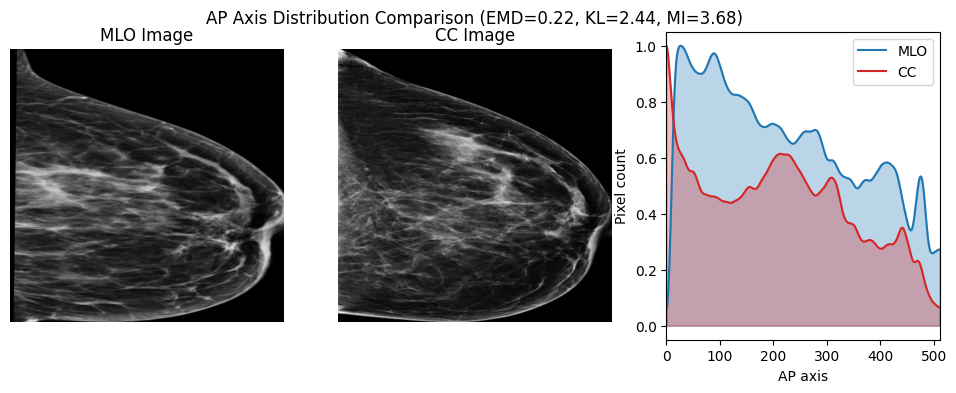 AP Axis Distribution Comparison (EMD=0.22, KL=2.44, MI=3.68)
MLO Image
CC Image
MLO
CC
Pixel count
1.0
0.8
0.6
0.4
0.2
0.0
0 100 200 300 400 500
AP axis